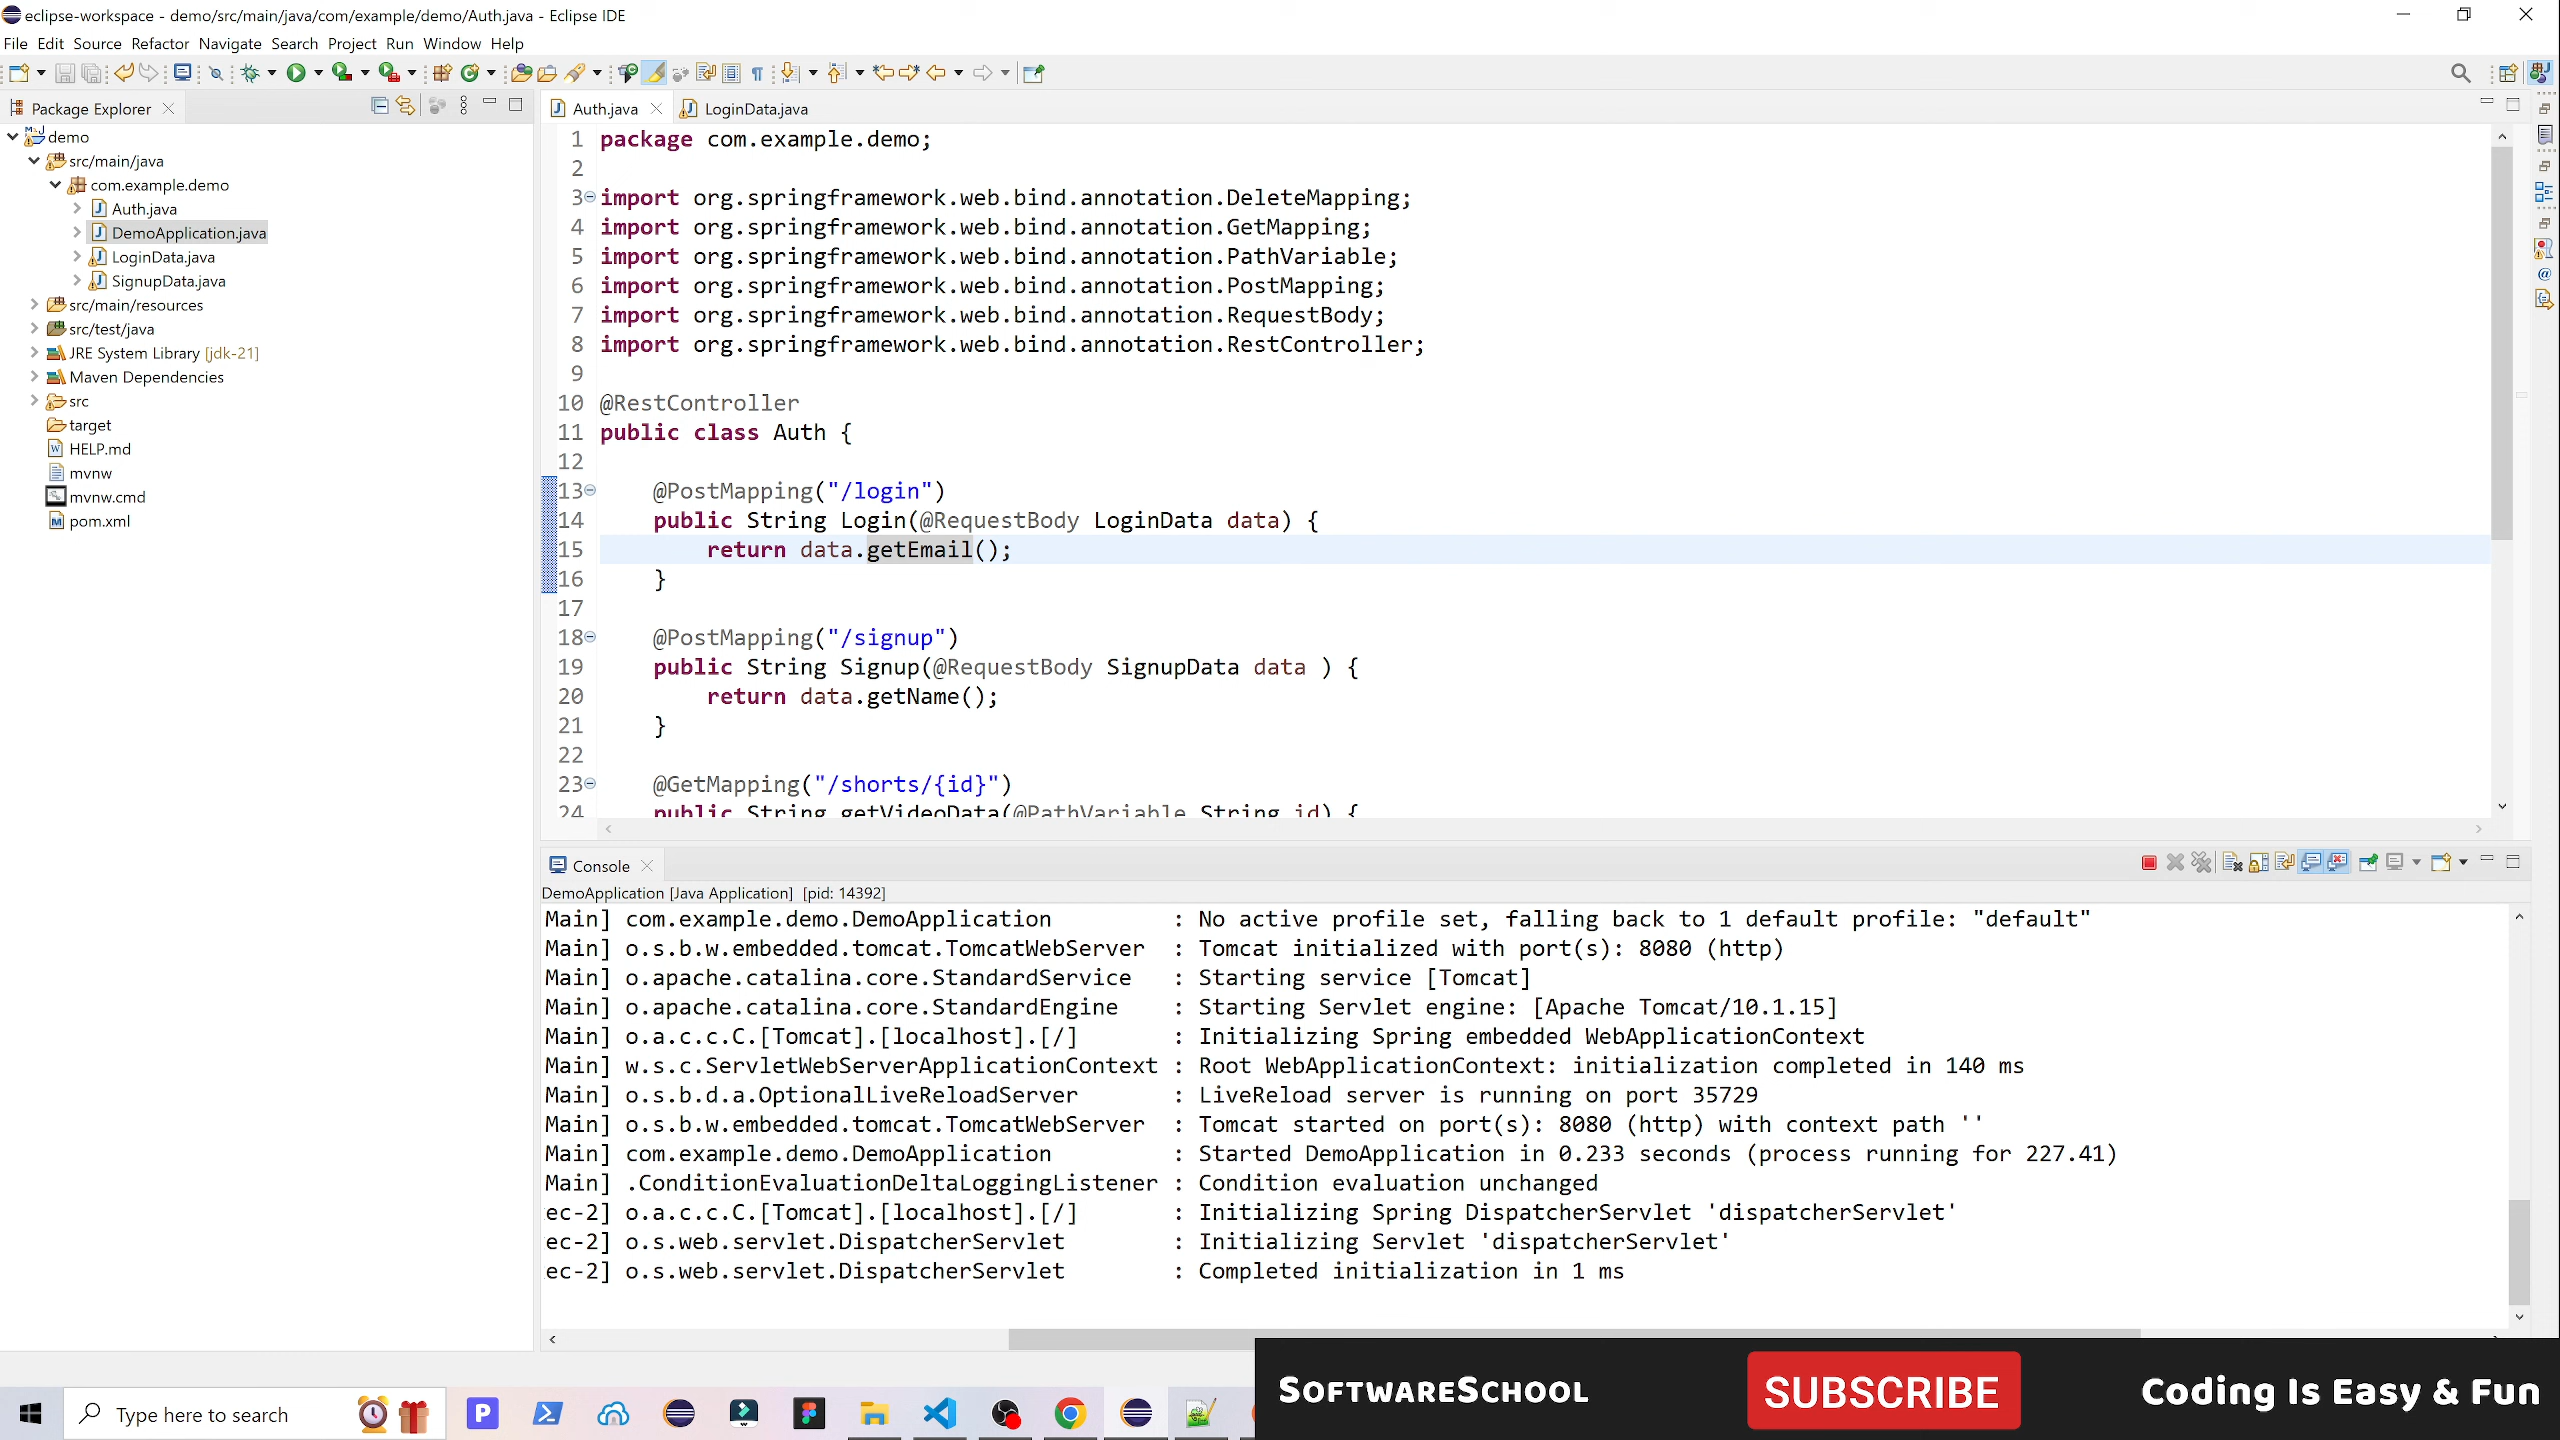 eclipse-workspace - demo/src/main/java/com/example/demo/Auth.java - Eclipse IDE
File Edit Source Refactor Navigate Search Project Run Window Help
Package Explorer
demo
src/main/java
com.example.demo
Auth.java
DemoApplication.java
LoginData.java
SignupData.java
src/main/resources
src/test/java
JRE System Library [jdk-21]
Maven Dependencies
src
target
HELP.md
mvnw
mvnw.cmd
pom.xml
Auth.java LoginData.java
1 package com.example.demo;
2
3 import org.springframework.web.bind.annotation.DeleteMapping;
4 import org.springframework.web.bind.annotation.GetMapping;
5 import org.springframework.web.bind.annotation.PathVariable;
6 import org.springframework.web.bind.annotation.PostMapping;
7 import org.springframework.web.bind.annotation.RequestBody;
8 import org.springframework.web.bind.annotation.RestController;
9
10 @RestController
11 public class Auth {
12
13 @PostMapping("/login")
14 public String Login(@RequestBody LoginData data) {
15 return data.getEmail();
16 }
17
18 @PostMapping("/signup")
19 public String Signup(@RequestBody SignupData data ) {
20 return data.getName();
21 }
22
23 @GetMapping("/shorts/{id}")
24 public String getVideoData(@PathVariable String id) {
Console
DemoApplication [Java Application] [pid: 14392]
Main] com.example.demo.DemoApplication : No active profile set, falling back to 1 default profile: "default"
Main] o.s.b.w.embedded.tomcat.TomcatWebServer : Tomcat initialized with port(s): 8080 (http)
Main] o.apache.catalina.core.StandardService : Starting service [Tomcat]
Main] o.apache.catalina.core.StandardEngine : Starting Servlet engine: [Apache Tomcat/10.1.15]
Main] o.a.c.c.C.[Tomcat].[localhost].[/] : Initializing Spring embedded WebApplicationContext
Main] w.s.c.ServletWebServerApplicationContext : Root WebApplicationContext: initialization completed in 140 ms
Main] o.s.b.d.a.OptionalLiveReloadServer : LiveReload server is running on port 35729
Main] o.s.b.w.embedded.tomcat.TomcatWebServer : Tomcat started on port(s): 8080 (http) with context path ''
Main] com.example.demo.DemoApplication : Started DemoApplication in 0.233 seconds (process running for 227.41)
Main] .ConditionEvaluationDeltaLoggingListener : Condition evaluation unchanged
ec-2] o.a.c.c.C.[Tomcat].[localhost].[/] : Initializing Spring DispatcherServlet 'dispatcherServlet'
ec-2] o.s.web.servlet.DispatcherServlet : Initializing Servlet 'dispatcherServlet'
ec-2] o.s.web.servlet.DispatcherServlet : Completed initialization in 1 ms
Type here to search
SOFTWARESCHOOL SUBSCRIBE Coding Is Easy & Fun